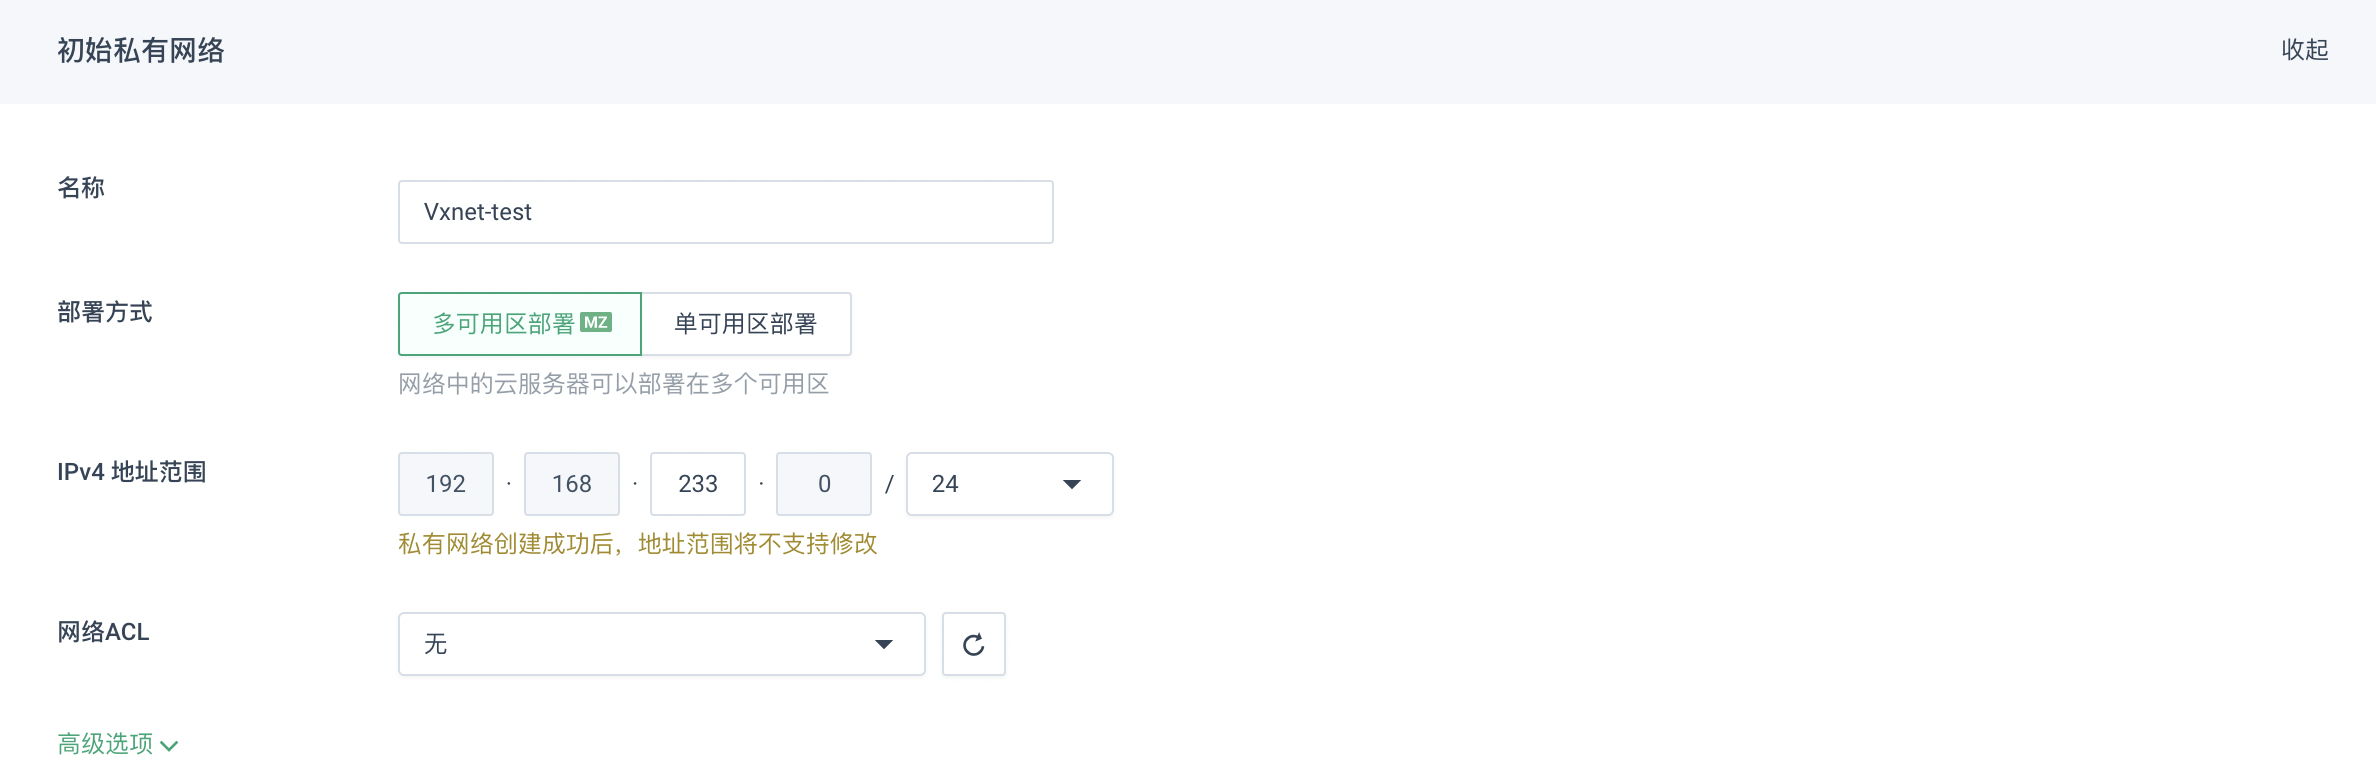 初始私有网络 收起
名称 Vxnet-test
部署方式 多可用区部署 MZ 单可用区部署
网络中的云服务器可以部署在多个可用区
IPv4 地址范围 192 · 168 · 233 · 0 / 24
私有网络创建成功后，地址范围将不支持修改
网络ACL 无
高级选项